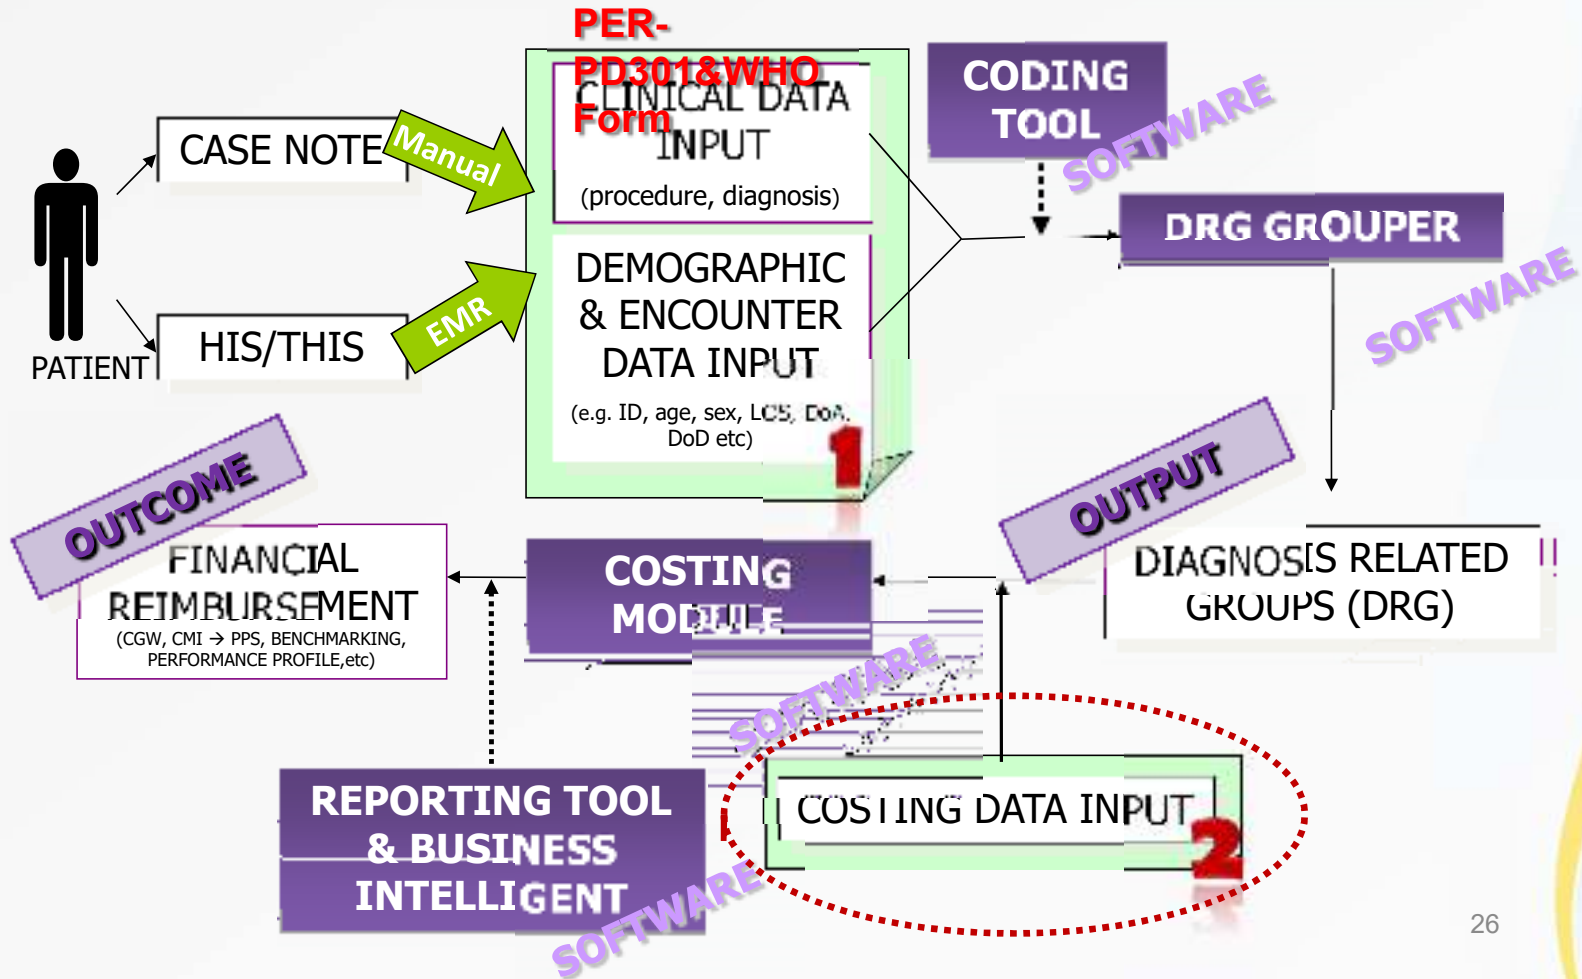 PER-
PD301&WHO
Form
CLINICAL DATA
INPUT
(procedure, diagnosis)
CODING
TOOL
SOFTWARE
CASE NOTE
Manual
DRG GROUPER
SOFTWARE
DEMOGRAPHIC
& ENCOUNTER
DATA INPUT
(e.g. ID, age, sex, LOS, DoA,
DoD etc)
1
EMR
HIS/THIS
PATIENT
OUTCOME
OUTPUT
FINANCIAL
REIMBURSEMENT
(CGW, CMI → PPS, BENCHMARKING,
PERFORMANCE PROFILE,etc)
COSTING
MODULE
DIAGNOSIS RELATED
GROUPS (DRG)
SOFTWARE
REPORTING TOOL
& BUSINESS
INTELLIGENT
SOFTWARE
COSTING DATA INPUT
2
26